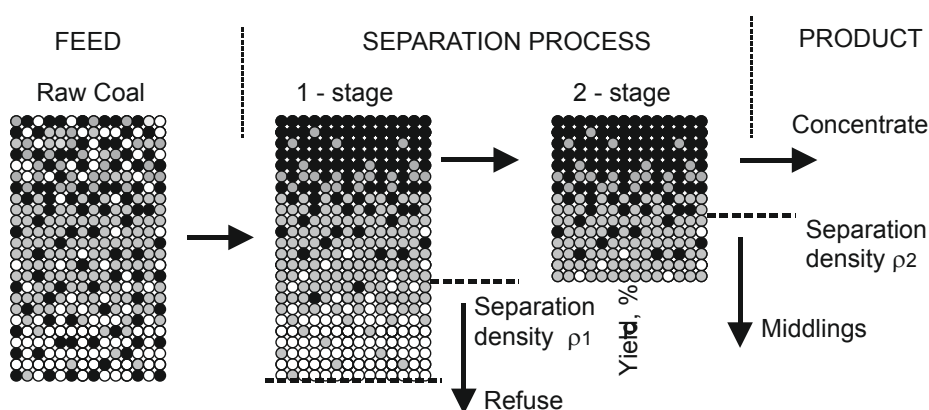 FEED
SEPARATION PROCESS
PRODUCT
Raw Coal
1 - stage
2 - stage
Concentrate
Separation
density ρ2
Middlings
Separation
density ρ1
Refuse
Yield, %